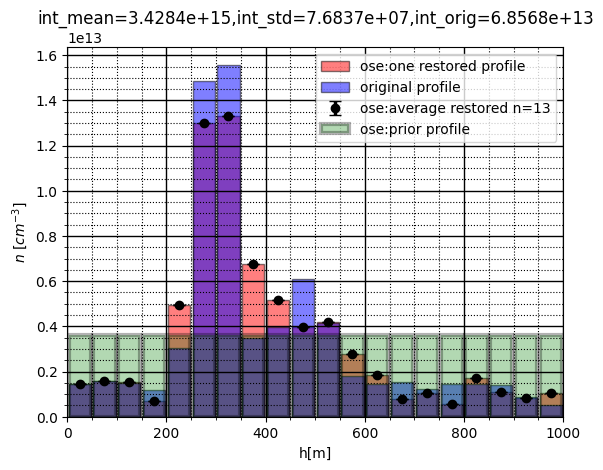 int_mean=3.4284e+15,int_std=7.6837e+07,int_orig=6.8568e+13
1e13
ose:one restored profile
original profile
ose:average restored n=13
ose:prior profile
1.6
1.4
1.2
1.0
0.8
0.6
0.4
0.2
0.0
n [cm⁻³]
0 200 400 600 800 1000
h[m]